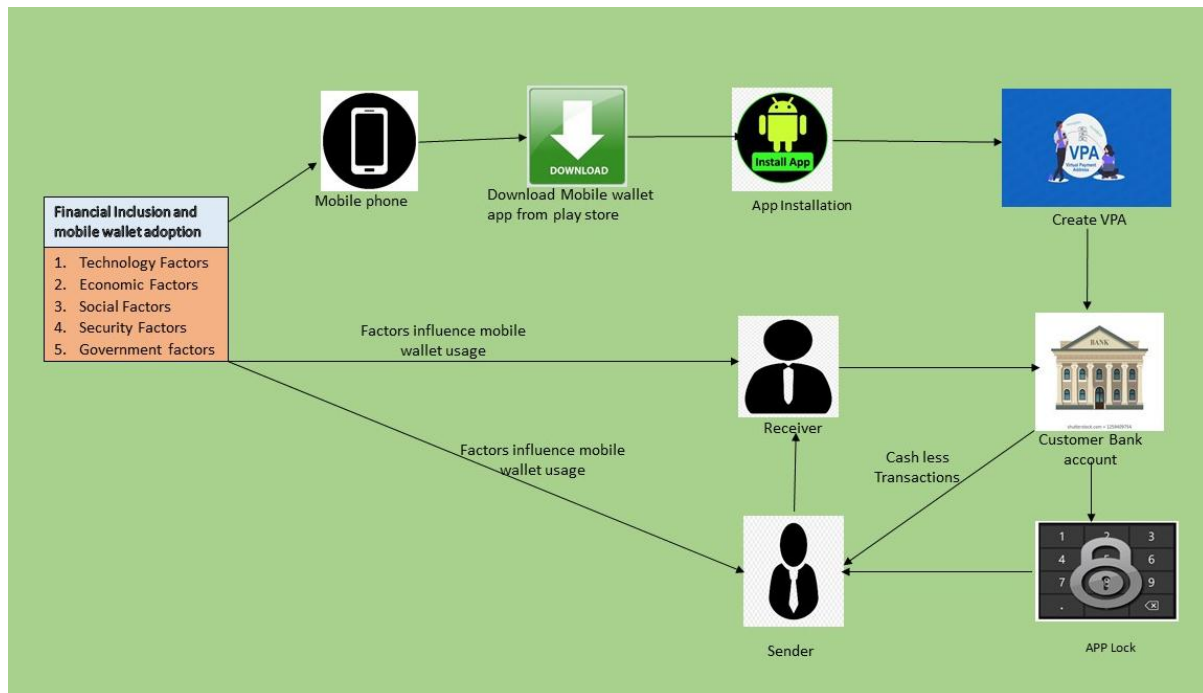 Financial Inclusion and
mobile wallet adoption
1. Technology Factors
2. Economic Factors
3. Social Factors
4. Security Factors
5. Government factors
Mobile phone
DOWNLOAD
Download Mobile wallet
app from play store
Install App
App Installation
VPA
Virtual Payment
Address
Create VPA
Factors influence mobile
wallet usage
Receiver
BANK
Customer Bank
account
Factors influence mobile
wallet usage
Cash less
Transactions
Sender
1 2 3
4 5 6
7 9
.
APP Lock